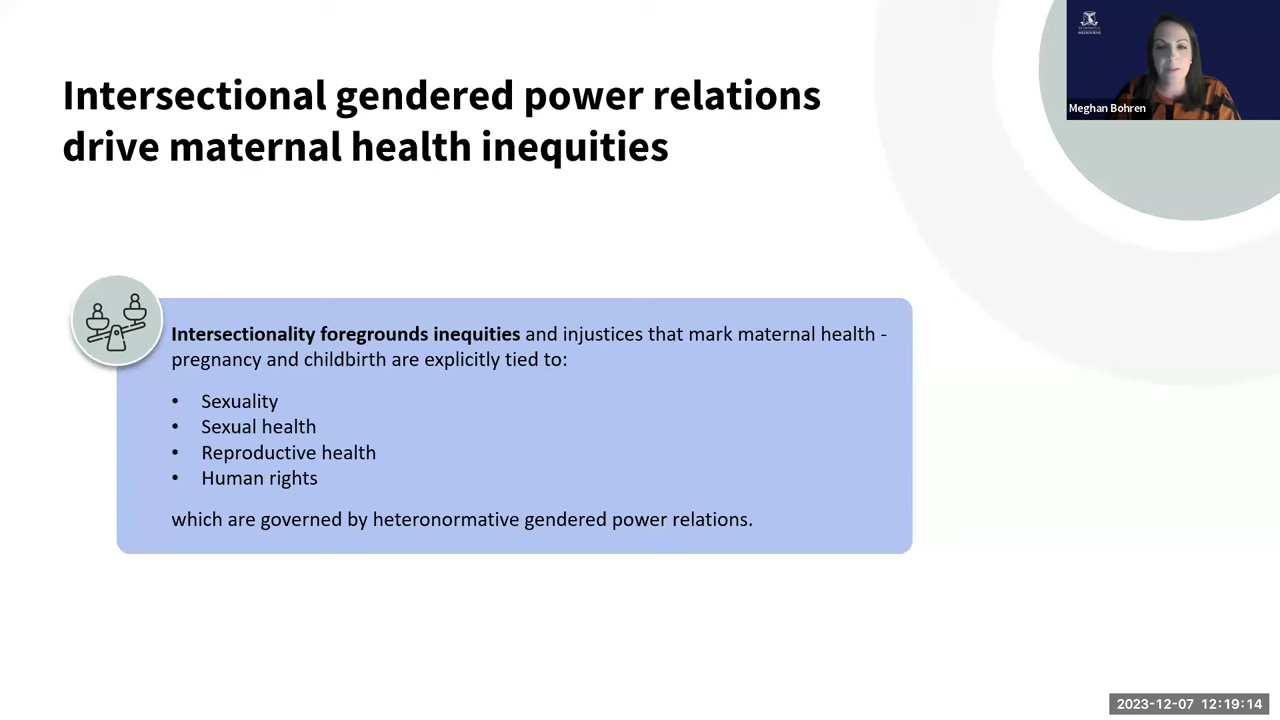 Intersectional gendered power relations
drive maternal health inequities
MELBOURNE
Meghan Bohren
Intersectionality foregrounds inequities and injustices that mark maternal health -
pregnancy and childbirth are explicitly tied to:
• Sexuality
• Sexual health
• Reproductive health
• Human rights
which are governed by heteronormative gendered power relations.
2023-12-07 12:19:14